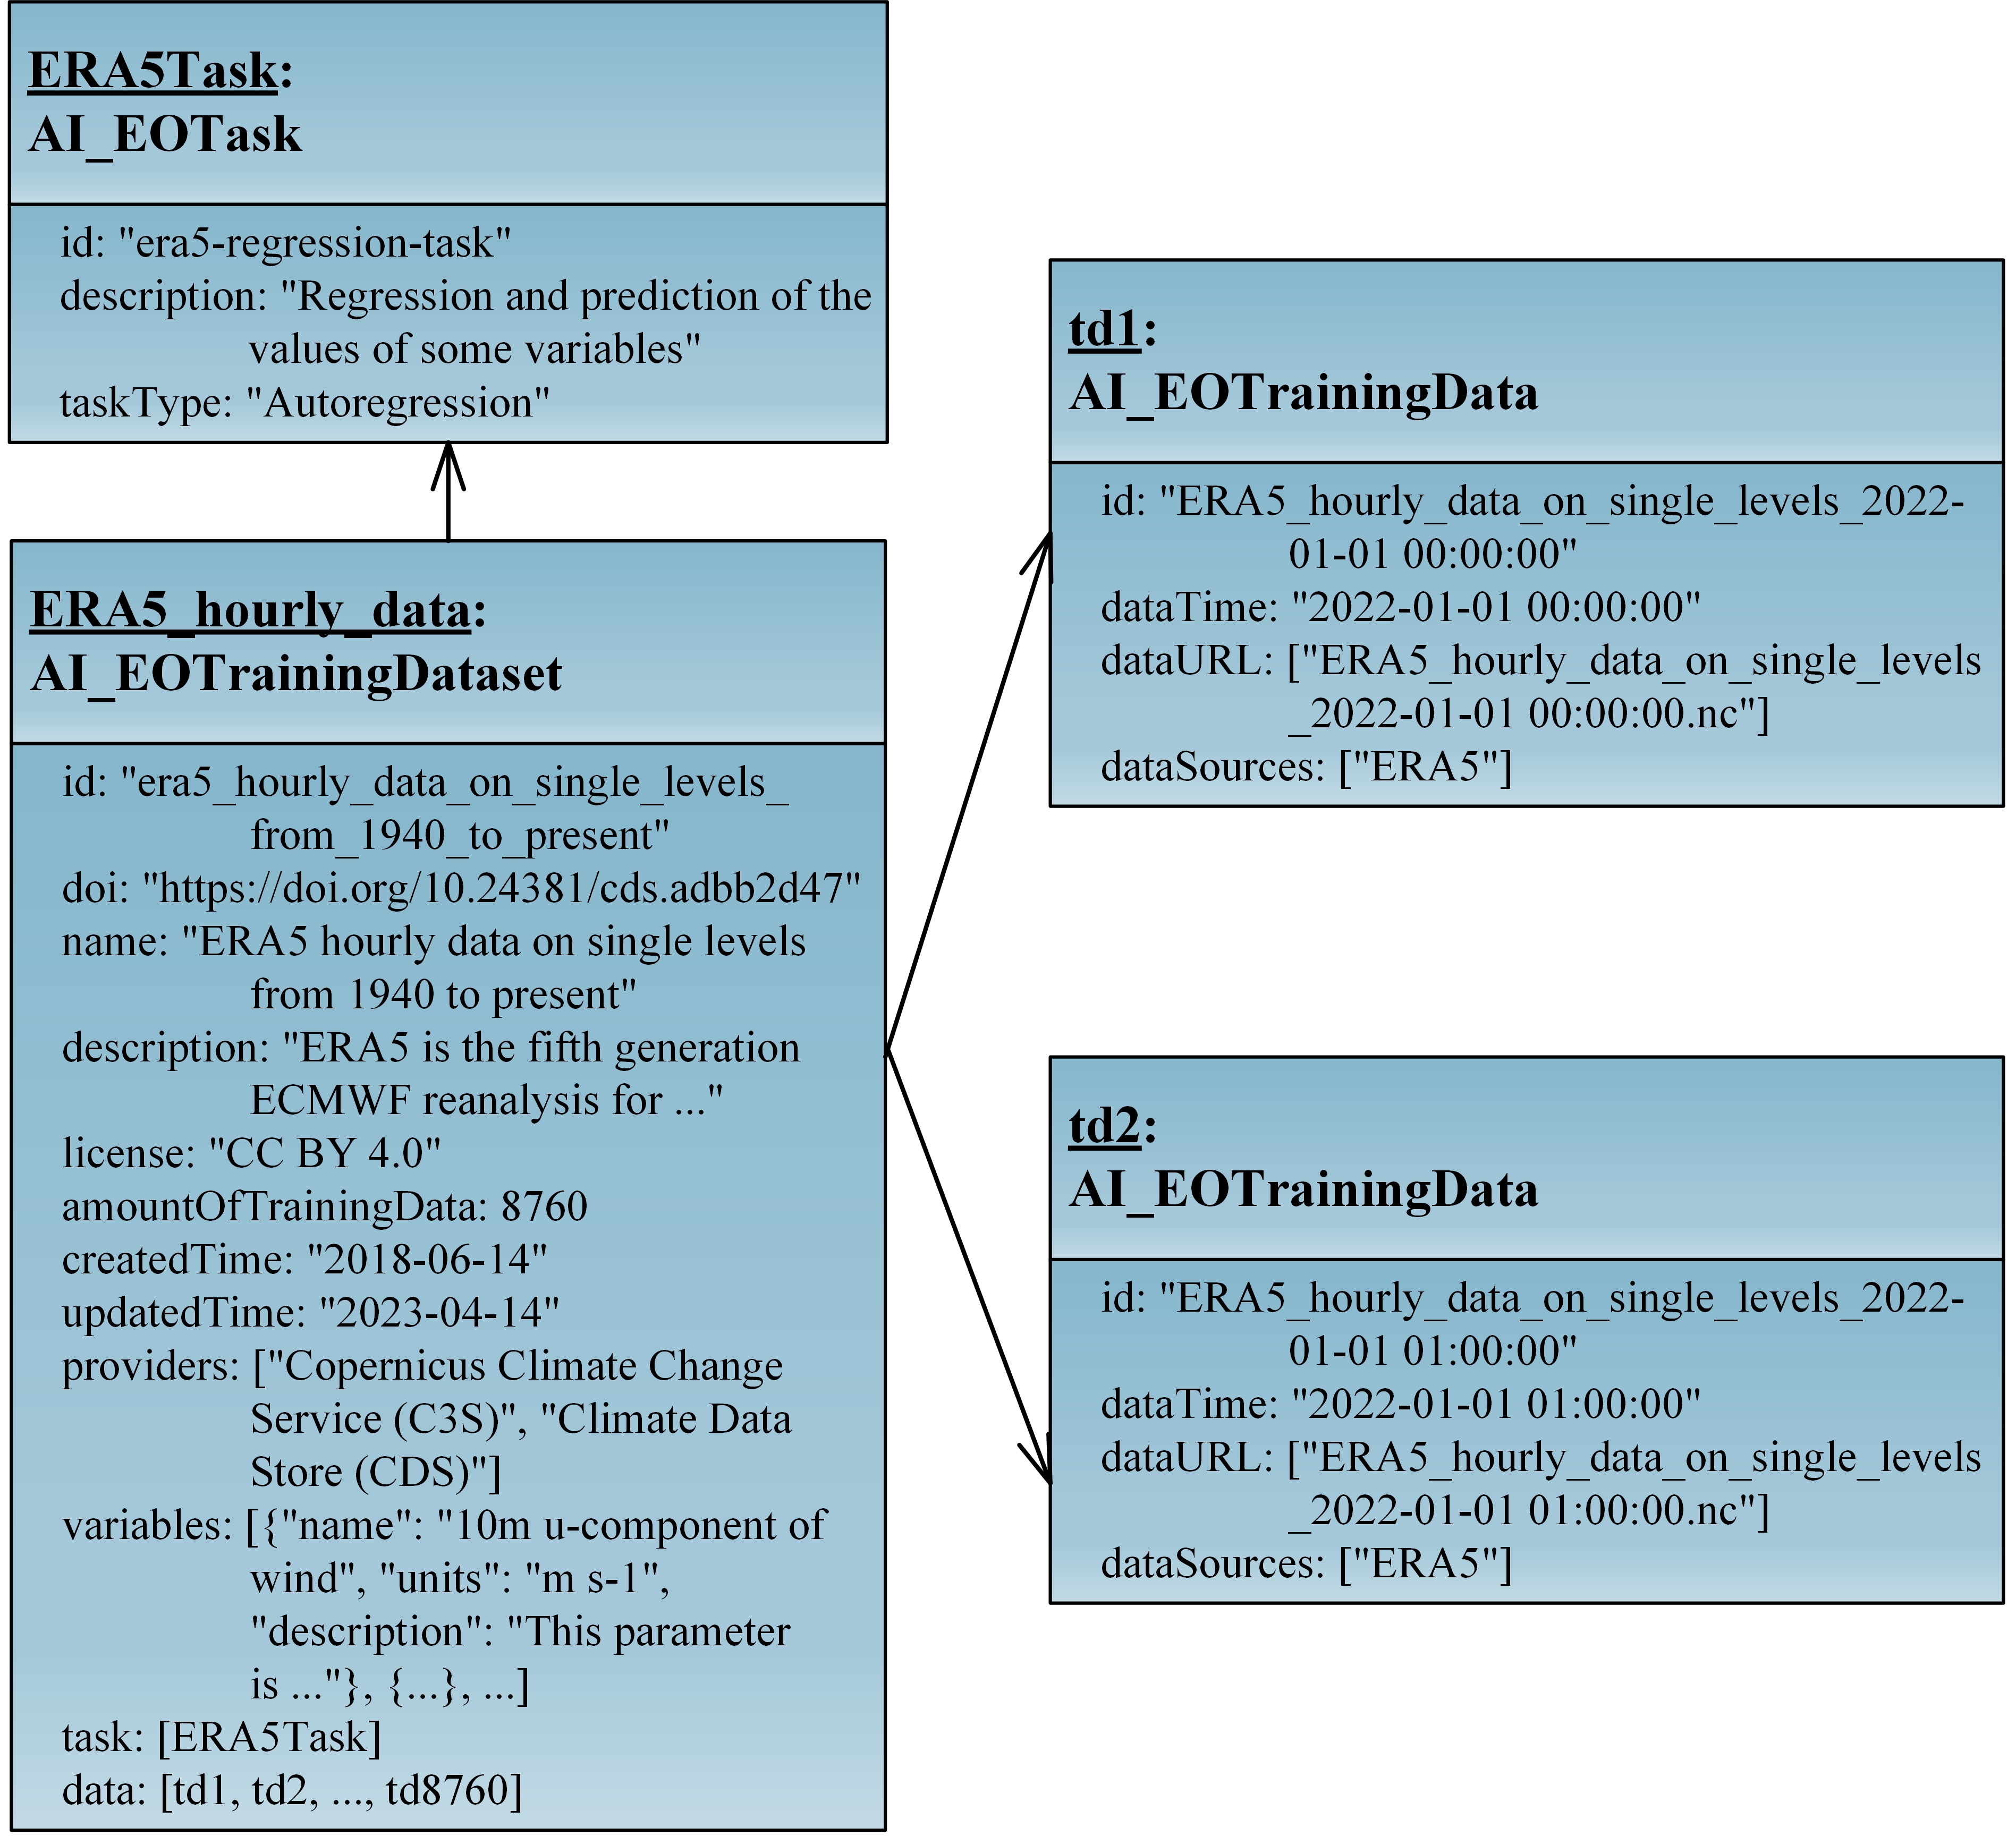 ERA5Task:
AI_EOTask
id: "era5-regression-task"
description: "Regression and prediction of the
values of some variables"
taskType: "Autoregression"
ERA5_hourly_data:
AI_EOTrainingDataset
id: "era5_hourly_data_on_single_levels_
from_1940_to_present"
doi: "https://doi.org/10.24381/cds.adbb2d47"
name: "ERA5 hourly data on single levels
from 1940 to present"
description: "ERA5 is the fifth generation
ECMWF reanalysis for ..."
license: "CC BY 4.0"
amountOfTrainingData: 8760
createdTime: "2018-06-14"
updatedTime: "2023-04-14"
providers: ["Copernicus Climate Change
Service (C3S)", "Climate Data
Store (CDS)"]
variables: [{"name": "10m u-component of
wind", "units": "m s-1",
"description": "This parameter
is ..."}, {...}, ...]
task: [ERA5Task]
data: [td1, td2, ..., td8760]
td1:
AI_EOTrainingData
id: "ERA5_hourly_data_on_single_levels_2022-
01-01 00:00:00"
dataTime: "2022-01-01 00:00:00"
dataURL: ["ERA5_hourly_data_on_single_levels
_2022-01-01 00:00:00.nc"]
dataSources: ["ERA5"]
td2:
AI_EOTrainingData
id: "ERA5_hourly_data_on_single_levels_2022-
01-01 01:00:00"
dataTime: "2022-01-01 01:00:00"
dataURL: ["ERA5_hourly_data_on_single_levels
_2022-01-01 01:00:00.nc"]
dataSources: ["ERA5"]